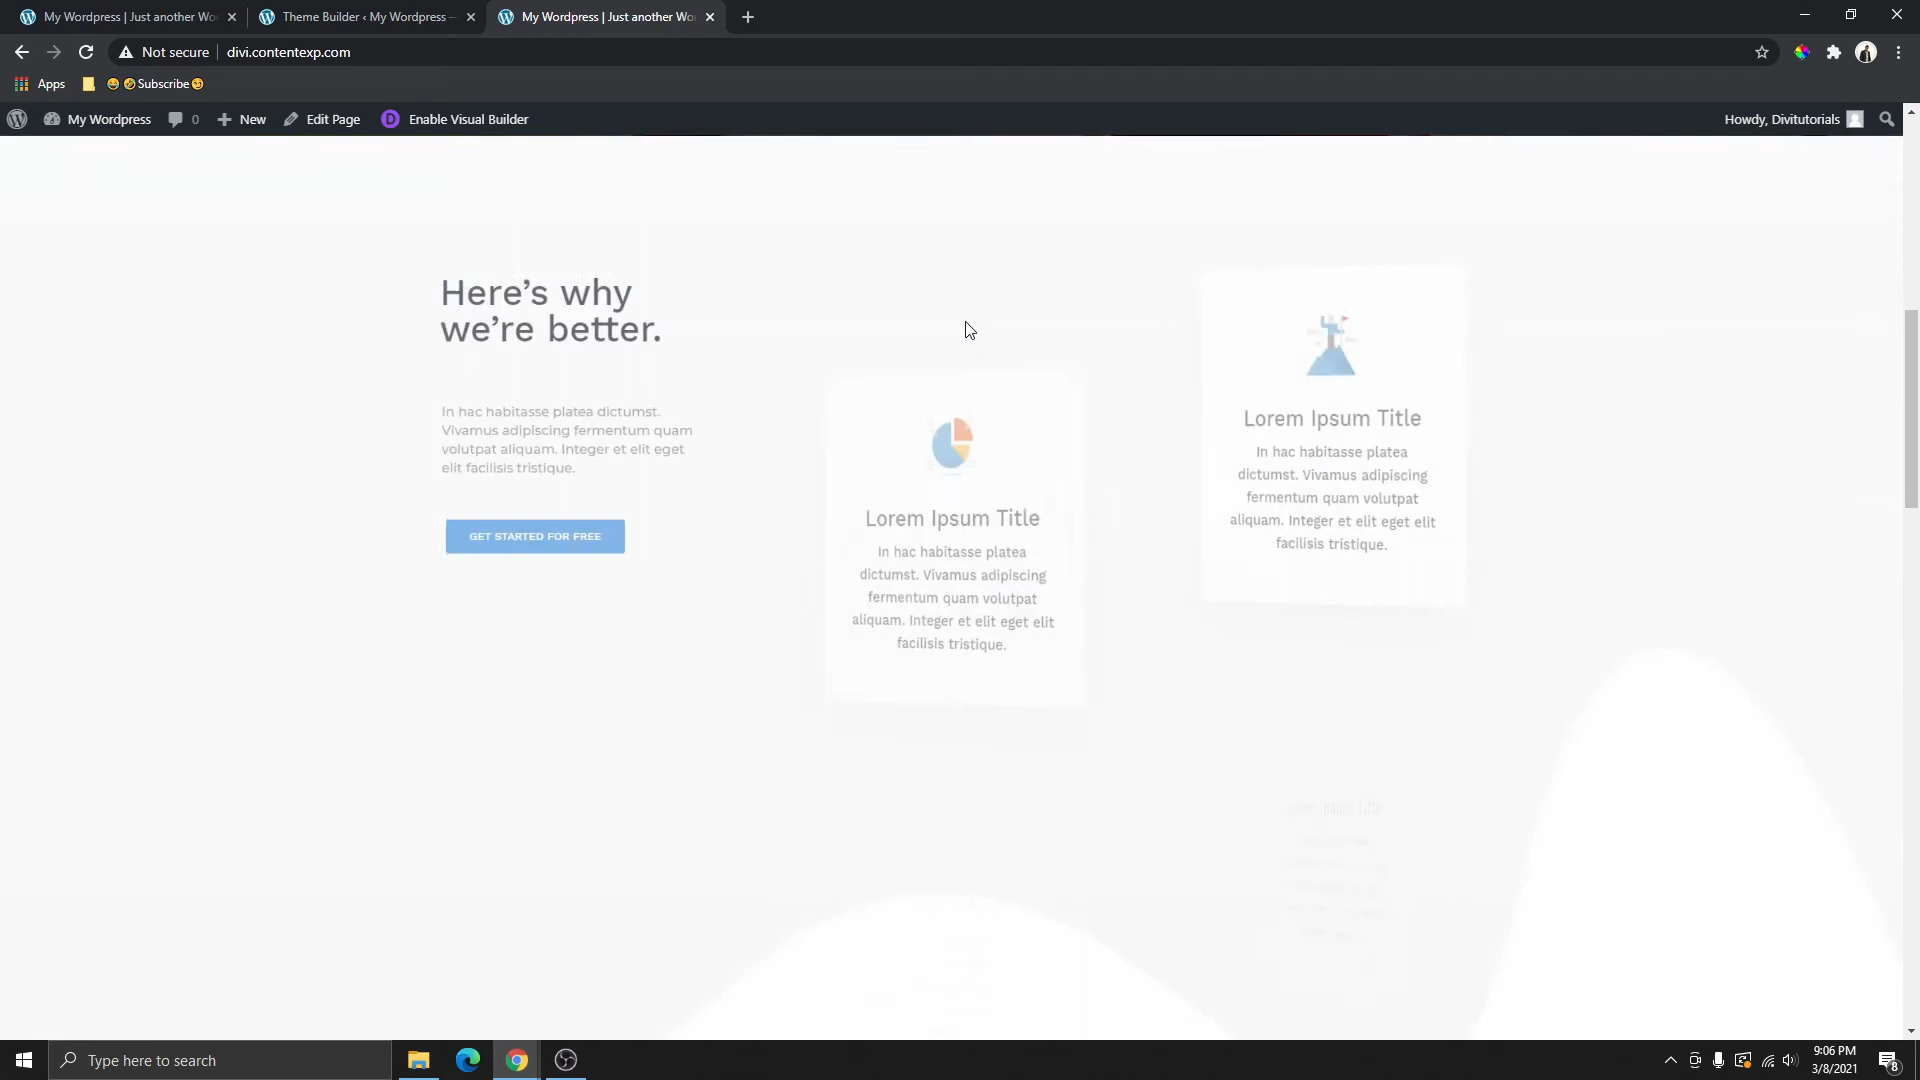 My Wordpress | Just another Wo
Theme Builder ‹ My Wordpress —
My Wordpress | Just another Wo
Not secure
divi.contentexp.com
Apps
😂🤣Subscribe😏
My Wordpress
0
New
Edit Page
D
Enable Visual Builder
Howdy, Divitutorials
Here’s why
we’re better.
In hac habitasse platea dictumst.
Vivamus adipiscing fermentum quam
volutpat aliquam. Integer et elit eget
elit facilisis tristique.
GET STARTED FOR FREE
Lorem Ipsum Title
In hac habitasse platea
dictumst. Vivamus adipiscing
fermentum quam volutpat
aliquam. Integer et elit eget elit
facilisis tristique.
Lorem Ipsum Title
In hac habitasse platea
dictumst. Vivamus adipiscing
fermentum quam volutpat
aliquam. Integer et elit eget elit
facilisis tristique.
Type here to search
9:06 PM
3/8/2021
8